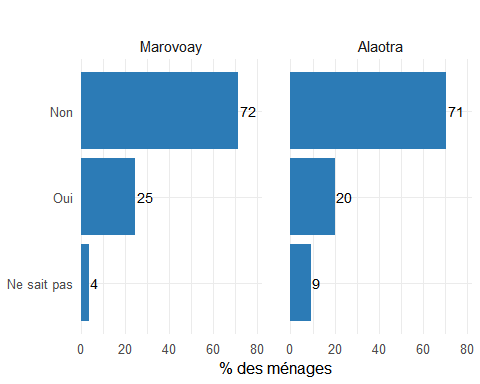 Marovoay Alaotra
Non 72 71
Oui 25 20
Ne sait pas 4 9
0 20 40 60 80 0 20 40 60 80
% des ménages